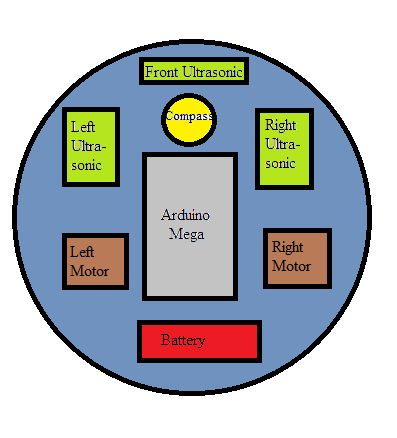 Front Ultrasonic
Compass
Left
Ultra-
sonic
Right
Ultra-
sonic
Arduino
Mega
Left
Motor
Right
Motor
Battery